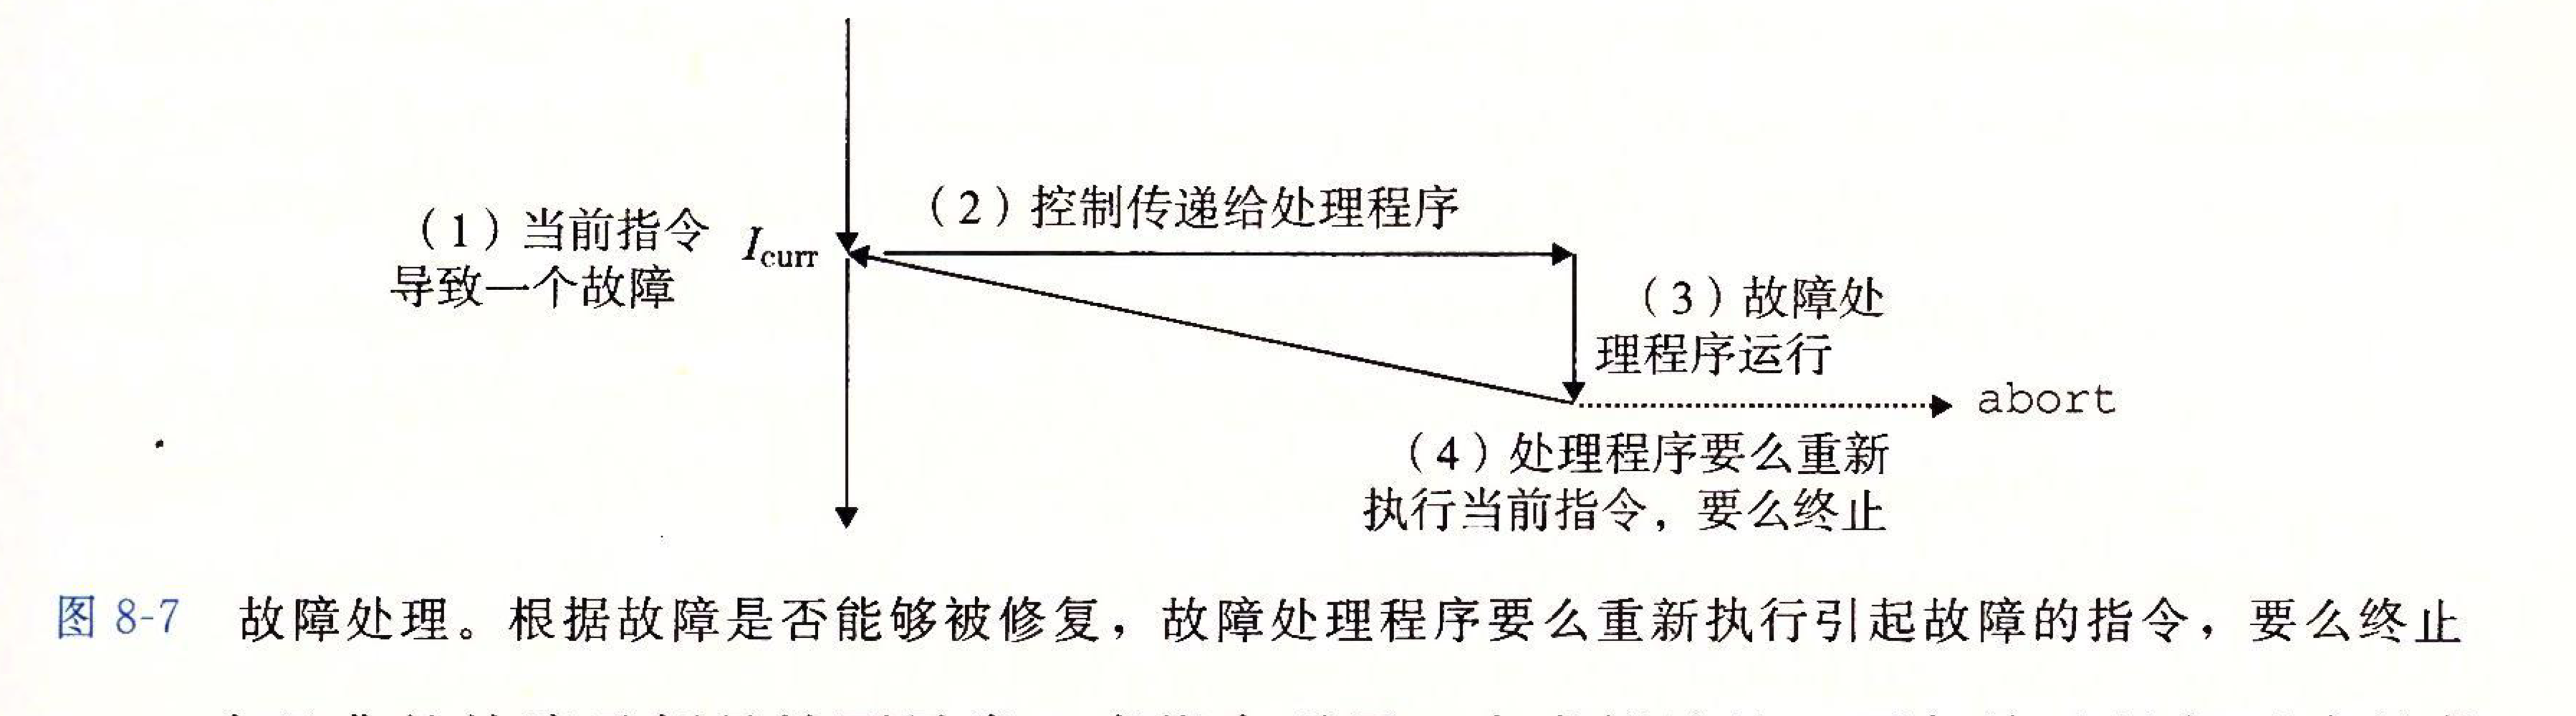 （1）当前指令
导致一个故障
Icurr
（2）控制传递给处理程序
（3）故障处
理程序运行
abort
（4）处理程序要么重新
执行当前指令，要么终止
图 8-7 故障处理。根据故障是否能够被修复，故障处理程序要么重新执行引起故障的指令，要么终止